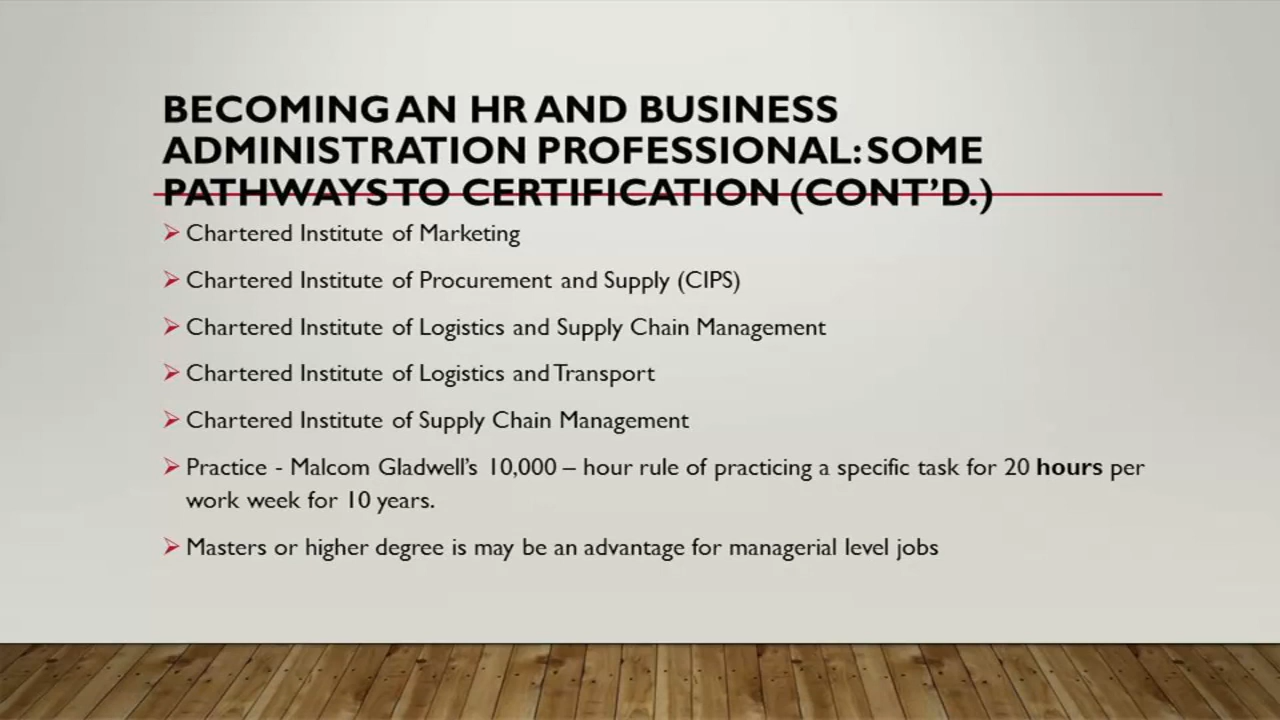 BECOMING AN HR AND BUSINESS
ADMINISTRATION PROFESSIONAL: SOME
PATHWAYS TO CERTIFICATION (CONT'D.)
Chartered Institute of Marketing
Chartered Institute of Procurement and Supply (CIPS)
Chartered Institute of Logistics and Supply Chain Management
Chartered Institute of Logistics and Transport
Chartered Institute of Supply Chain Management
Practice - Malcom Gladwell's 10,000 – hour rule of practicing a specific task for 20 hours per
work week for 10 years.
Masters or higher degree is may be an advantage for managerial level jobs